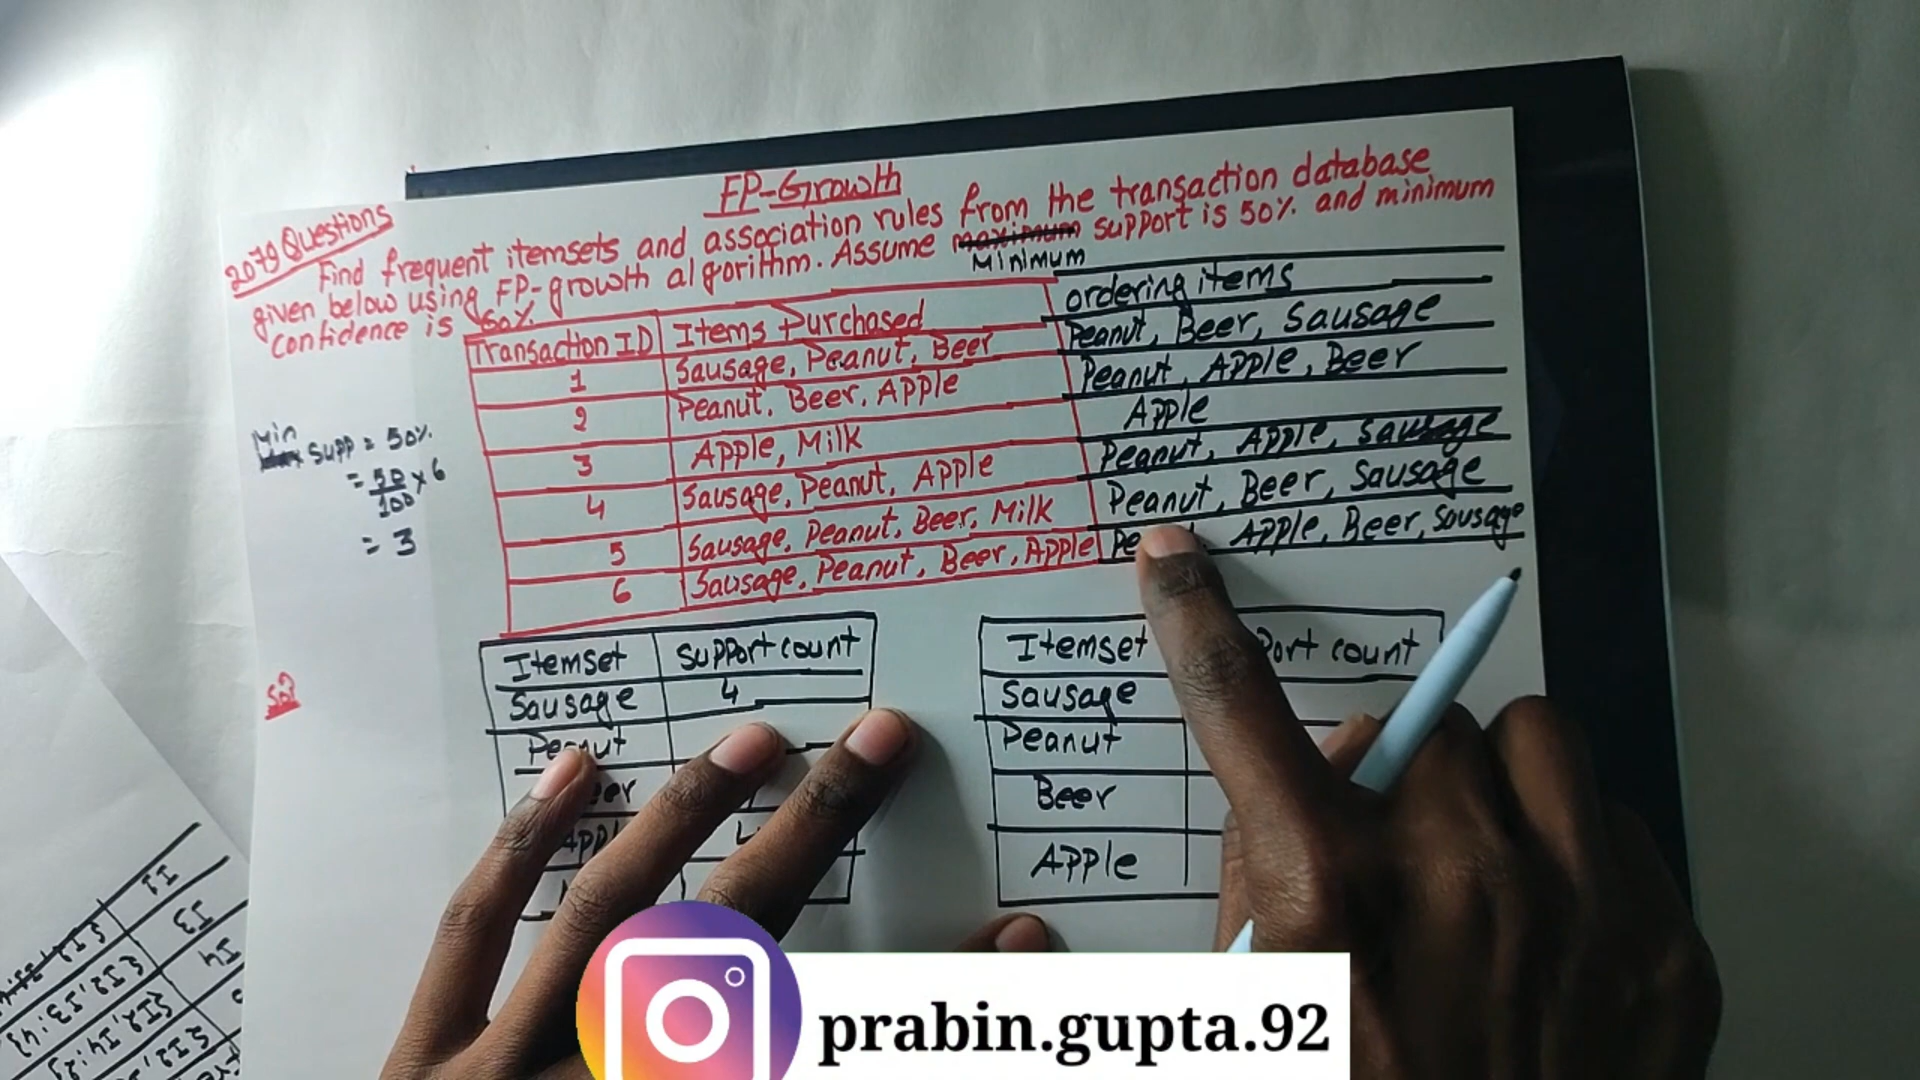 FP-Growth
2079 Questions
Find frequent itemsets and association rules from the transaction database
given below using FP-growth algorithm. Assume maximum support is 50% and minimum
Minimum
confidence is 60%.
Transaction ID Items Purchased ordering items
1 Sausage, Peanut, Beer Peanut, Beer, Sausage
2 Peanut, Beer, Apple Peanut, Apple, Beer
3 Apple, Milk Apple
4 Sausage, Peanut, Apple Peanut, Apple, Sausage
5 Sausage, Peanut, Beer, Milk Peanut, Beer, Sausage
6 Sausage, Peanut, Beer, Apple Apple, Beer, Sausage
Min
Supp = 50%
= 50/100 x 6
= 3
Itemset Support count
Sausage 4
Peanut
Itemset count
Sausage
Peanut
Beer
Apple
I1
I3
I4
prabin.gupta.92